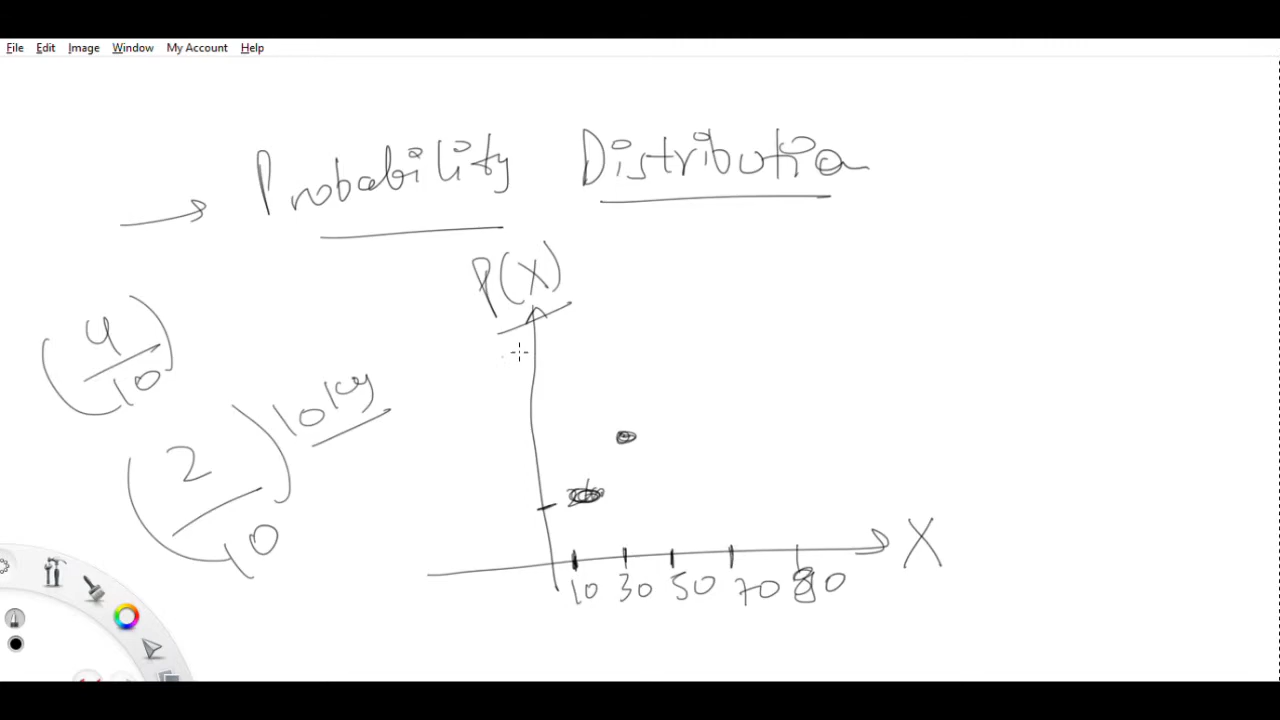 File Edit Image Window My Account Help
Probability Distribution
P(X)
4/10
10 kg
2/10
X
10 30 50 70 80